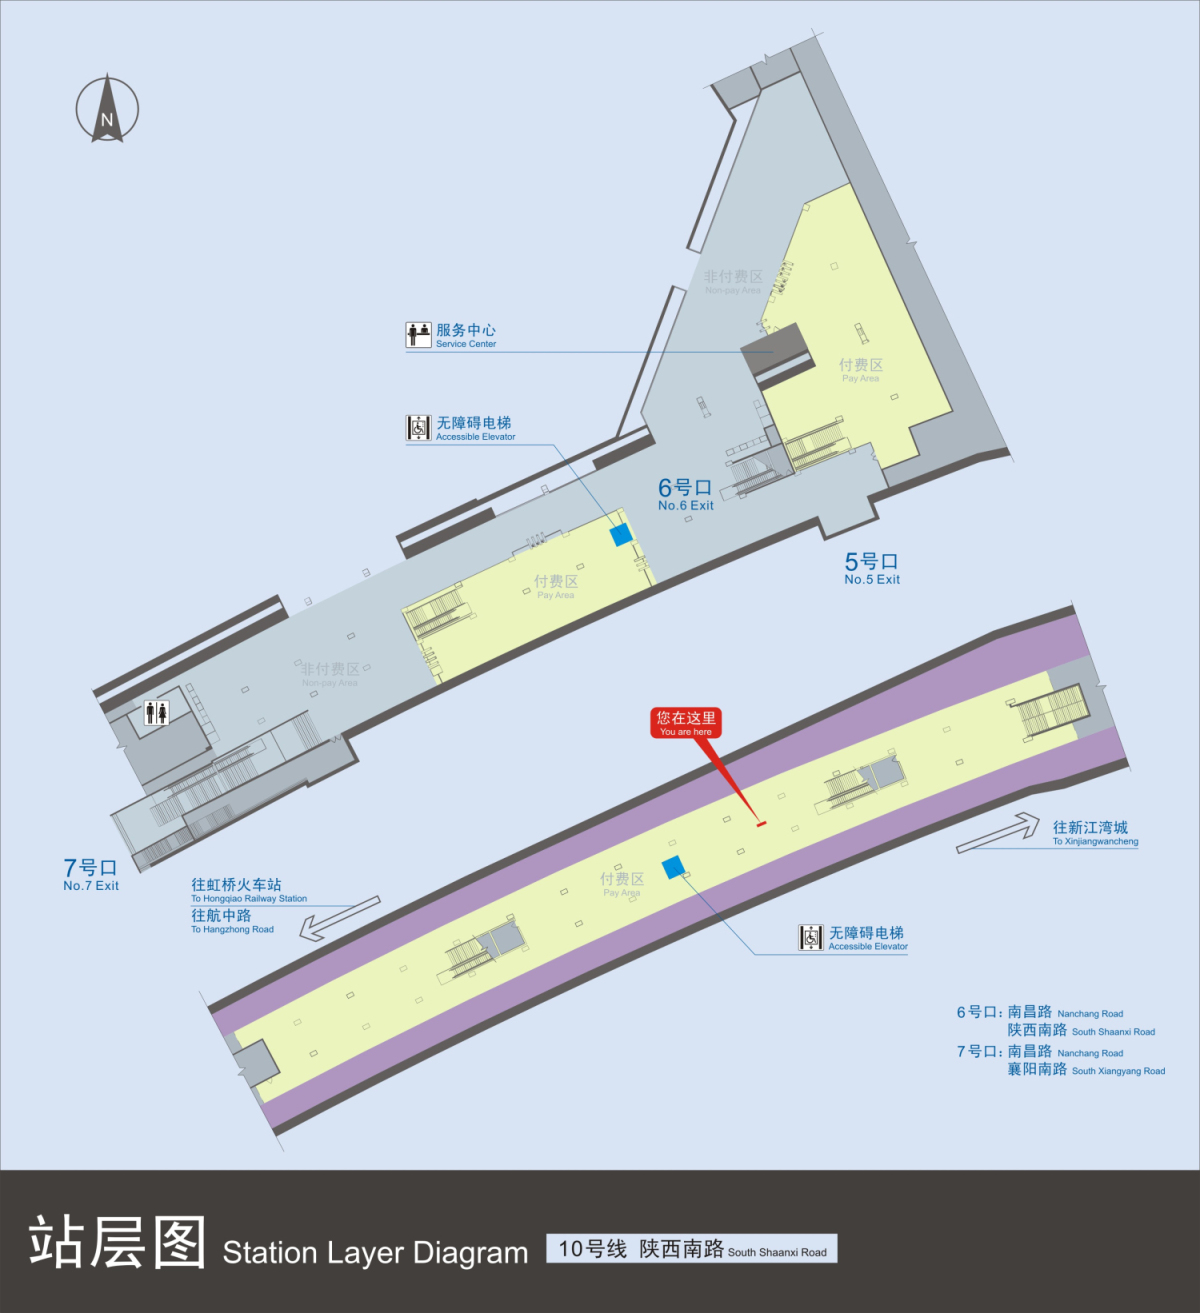 N
非付费区
Non-pay Area
服务中心
Service Center
付费区
Pay Area
无障碍电梯
Accessible Elevator
6号口
No.6 Exit
5号口
No.5 Exit
付费区
Pay Area
非付费区
Non-pay Area
您在这里
You are here
往新江湾城
To Xinjiangwancheng
7号口
No.7 Exit
往虹桥火车站
To Hongqiao Railway Station
往航中路
To Hangzhong Road
付费区
Pay Area
无障碍电梯
Accessible Elevator
6号口: 南昌路 Nanchang Road
陕西南路 South Shaanxi Road
7号口: 南昌路 Nanchang Road
襄阳南路 South Xiangyang Road
站层图 Station Layer Diagram 10号线 陕西南路 South Shaanxi Road